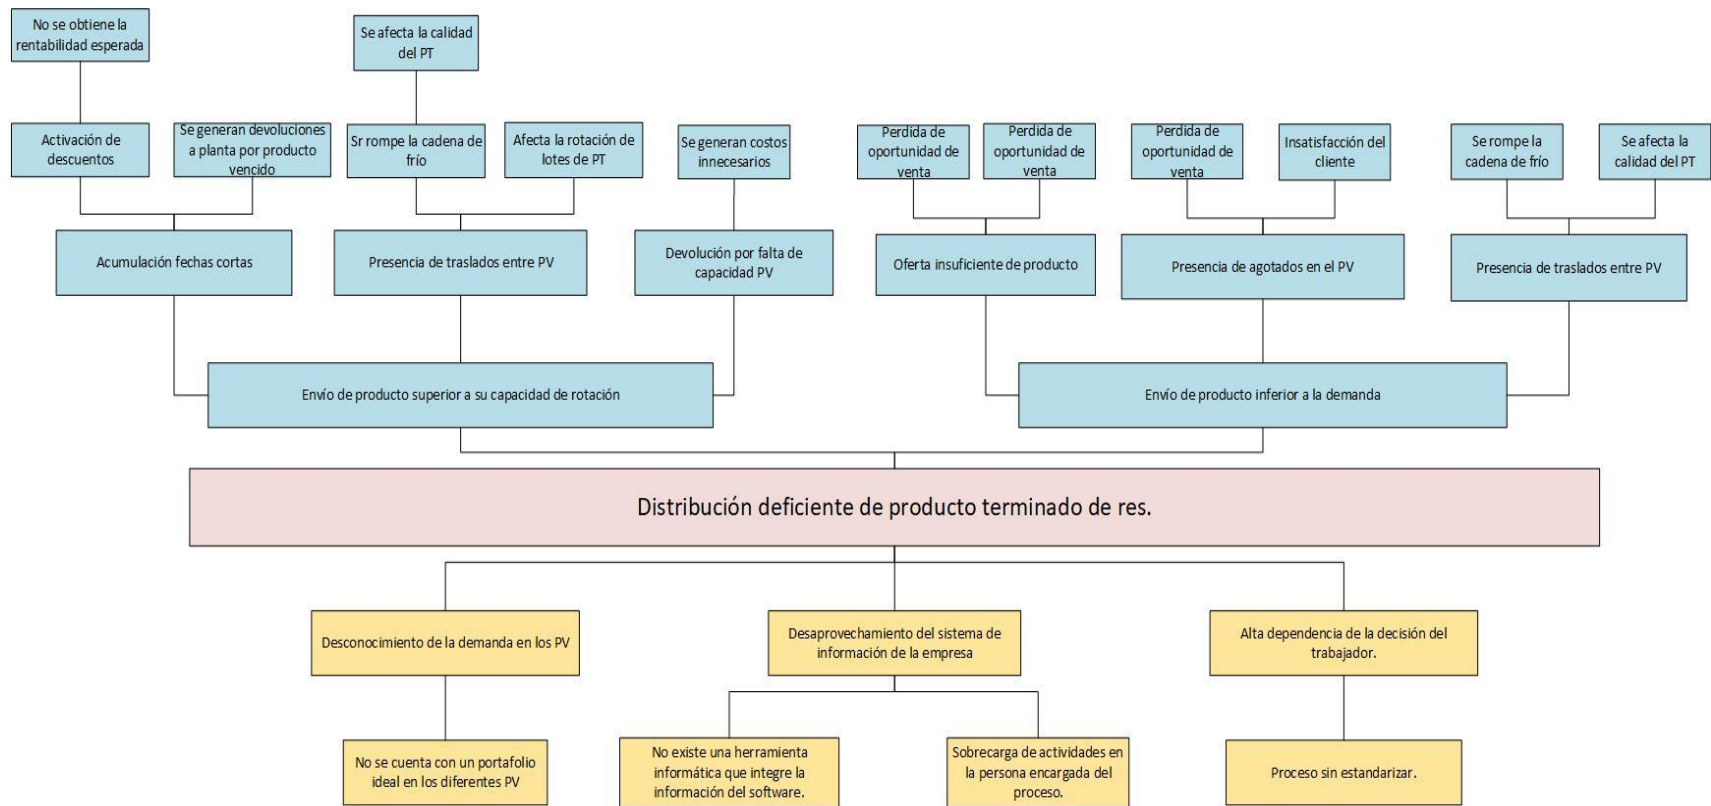 No se obtiene la
rentabilidad esperada
Se afecta la calidad
del PT
Activación de
descuentos
Se generan devoluciones
a planta por producto
vencido
Sr rompe la cadena de
frío
Afecta la rotación de
lotes de PT
Se generan costos
innecesarios
Perdida de
oportunidad de
venta
Perdida de
oportunidad de
venta
Perdida de
oportunidad de
venta
Insatisfacción del
cliente
Se rompe la
cadena de frío
Se afecta la
calidad del PT
Acumulación fechas cortas
Presencia de traslados entre PV
Devolución por falta de
capacidad PV
Oferta insuficiente de producto
Presencia de agotados en el PV
Presencia de traslados entre PV
Envío de producto superior a su capacidad de rotación
Envío de producto inferior a la demanda
Distribución deficiente de producto terminado de res.
Desconocimiento de la demanda en los PV
Desaprovechamiento del sistema de
información de la empresa
Alta dependencia de la decisión del
trabajador.
No se cuenta con un portafolio
ideal en los diferentes PV
No existe una herramienta
informática que integre la
información del software.
Sobrecarga de actividades en
la persona encargada del
proceso.
Proceso sin estandarizar.